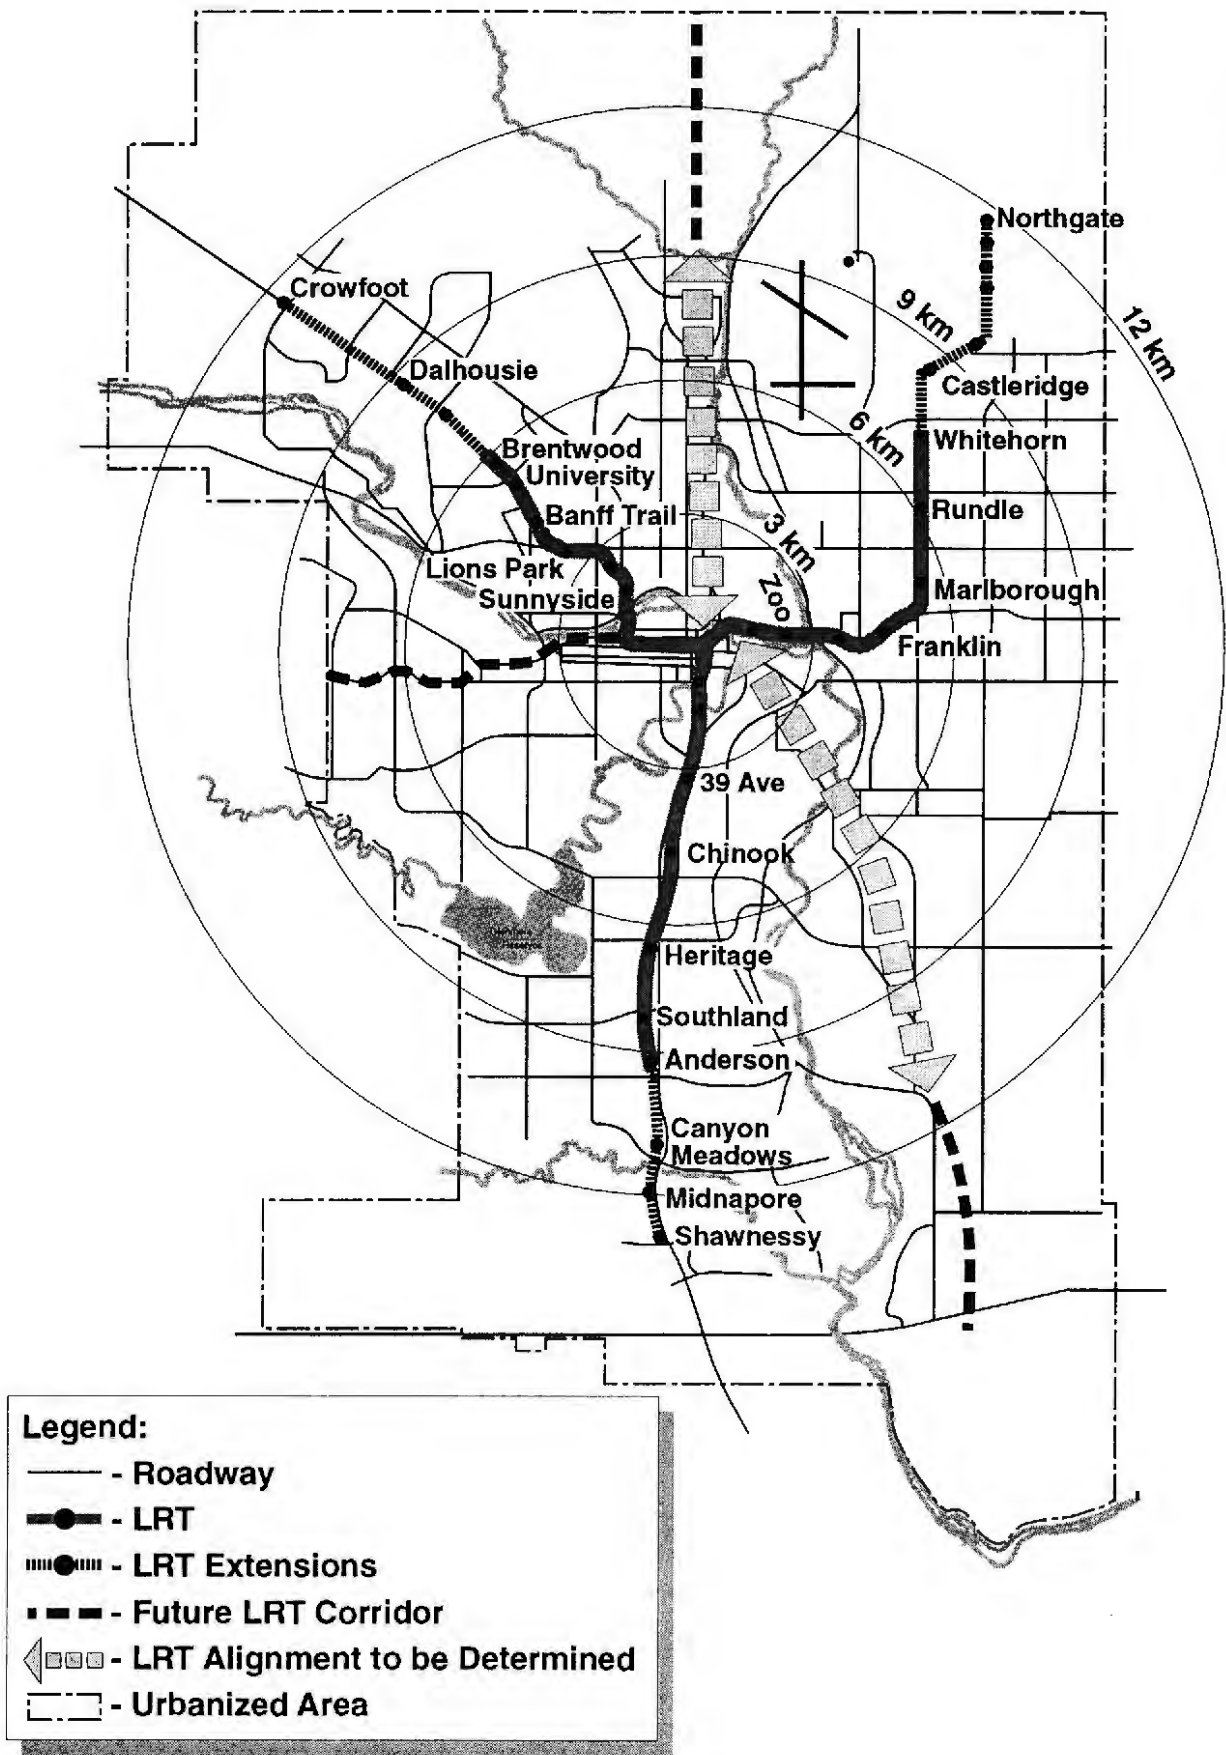 Northgate
Crowfoot
9 km
12 km
Dalhousie
Castleridge
6 km
Whitehorn
Brentwood
University
Rundle
Banff Trail
3 km
Lions Park
Zoo
Marlborough
Sunnyside
Franklin
39 Ave
Chinook
Heritage
Southland
Anderson
Canyon
Meadows
Midnapore
Shawnessy
Legend:
- Roadway
- LRT
- LRT Extensions
- Future LRT Corridor
- LRT Alignment to be Determined
- Urbanized Area